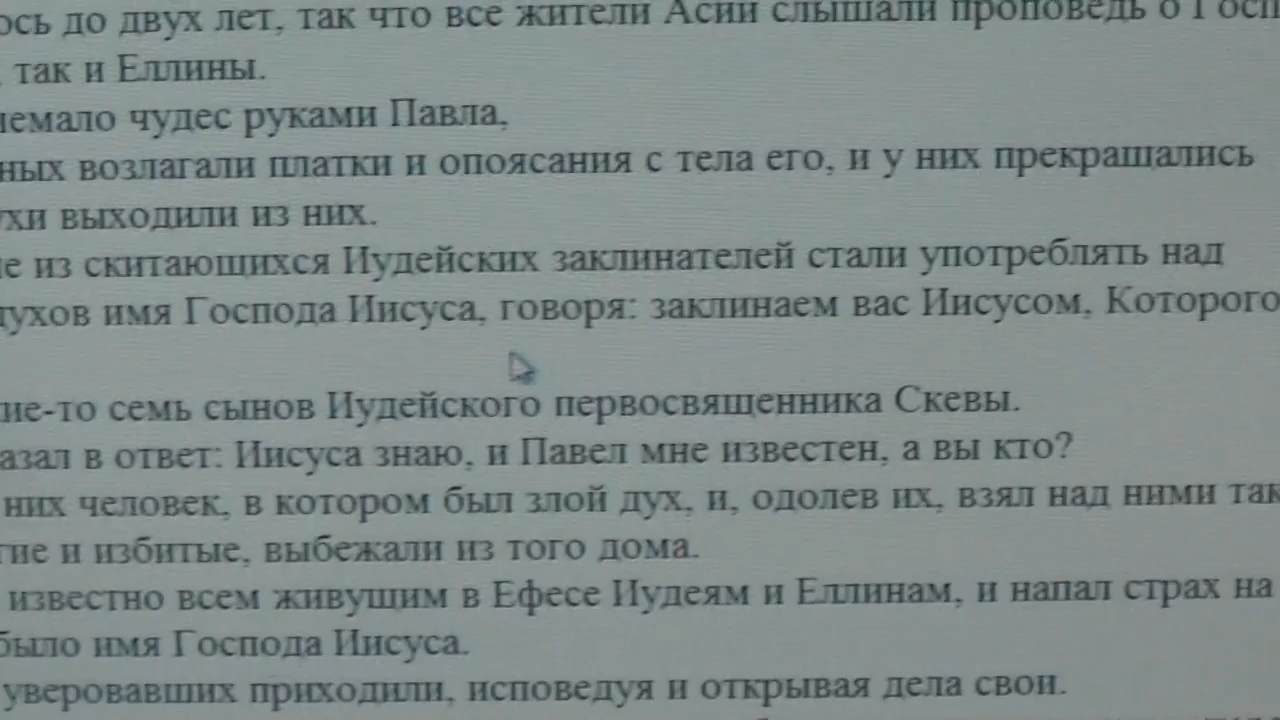 ось до двух лет, так что все жители Асии слышали проповедь о Госп
, так и Еллины.
немало чудес руками Павла,
ных возлагали платки и опоясания с тела его, и у них прекращались
ухи выходили из них.
ие из скитающихся Иудейских заклинателей стали употреблять над
духов имя Господа Иисуса, говоря: заклинаем вас Иисусом, Которого
кие-то семь сынов Иудейского первосвященника Скевы.
азал в ответ: Иисуса знаю, и Павел мне известен, а вы кто?
них человек, в котором был злой дух, и, одолев их, взял над ними так
гие и избитые, выбежали из того дома.
известно всем живущим в Ефесе Иудеям и Еллинам, и напал страх на
было имя Господа Иисуса.
уверовавших приходили, исповедуя и открывая дела свои.